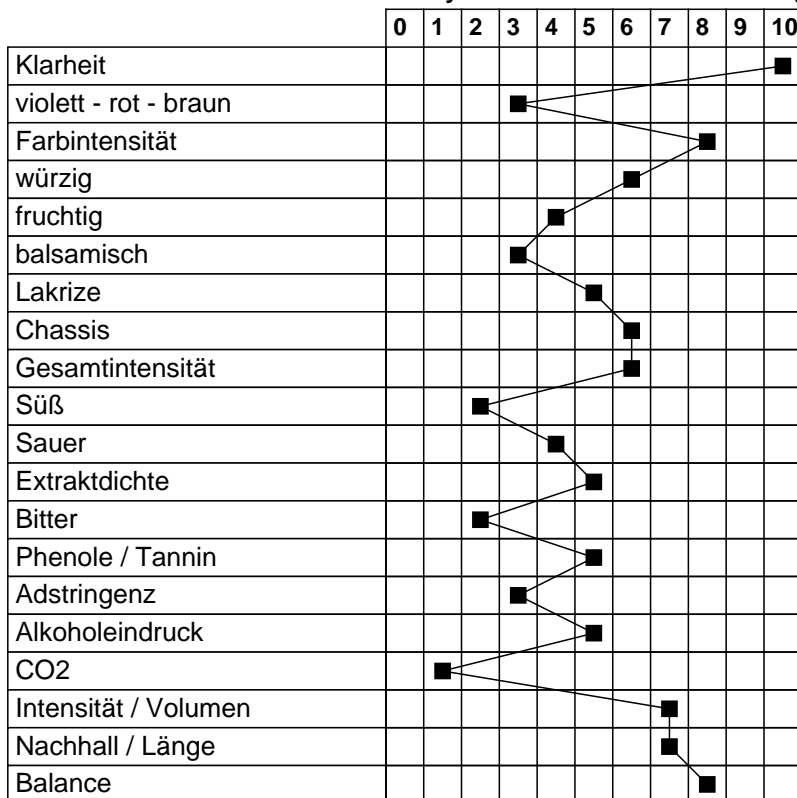 0 1 2 3 4 5 6 7 8 9 10
Klarheit
violett - rot - braun
Farbintensität
würzig
fruchtig
balsamisch
Lakrize
Chassis
Gesamtintensität
Süß
Sauer
Extraktdichte
Bitter
Phenole / Tannin
Adstringenz
Alkoholeindruck
CO2
Intensität / Volumen
Nachhall / Länge
Balance